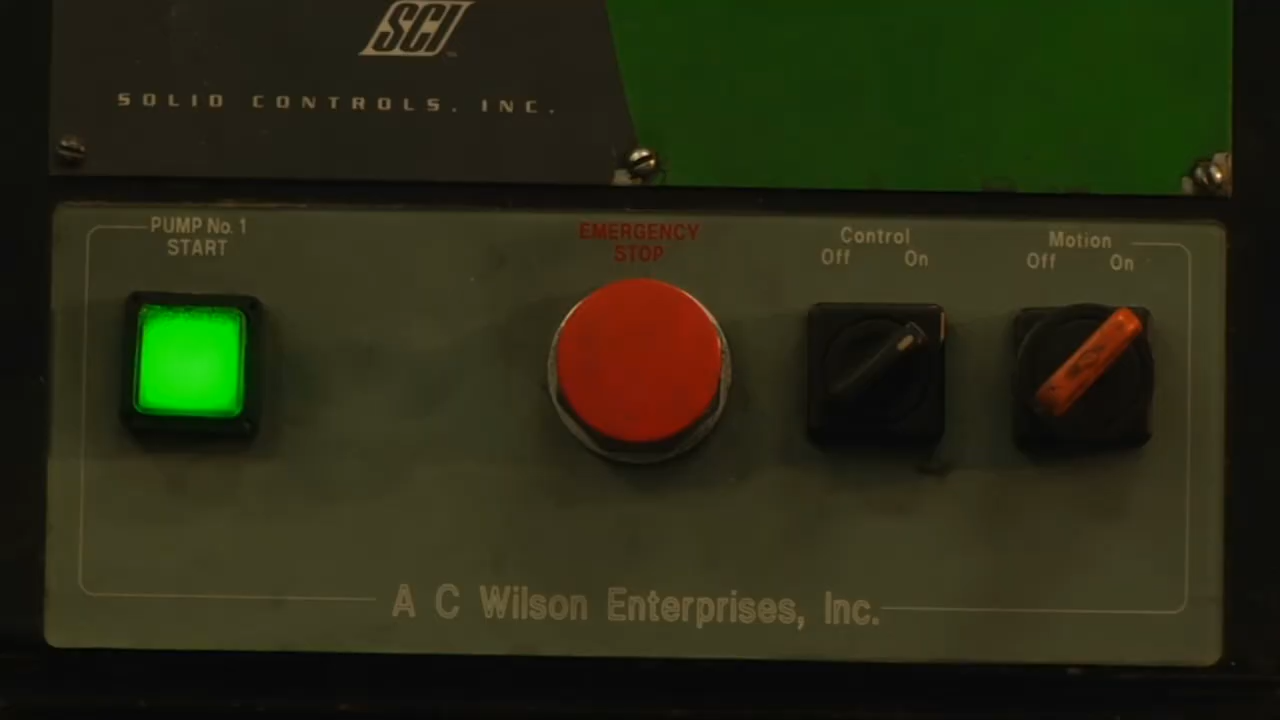 SCI
SOLID CONTROLS, INC.
PUMP No. 1
START
EMERGENCY
STOP
Control
Off On
Motion
Off On
A C Wilson Enterprises, Inc.